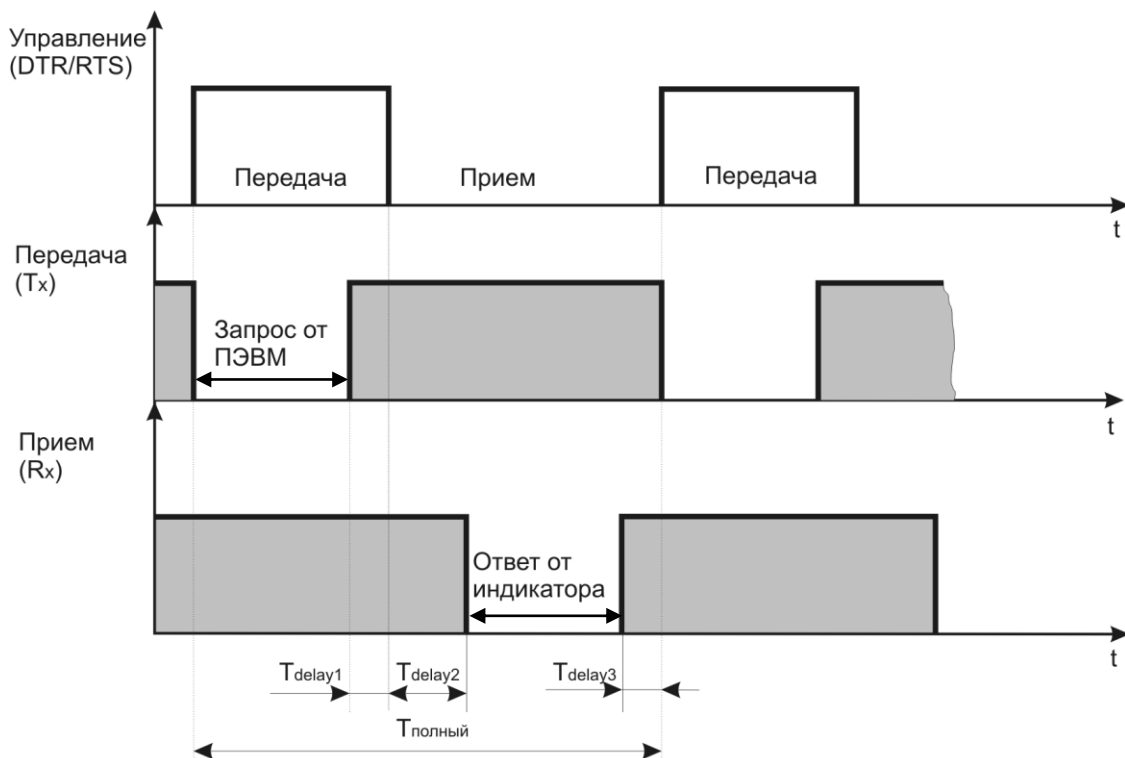 Управление
(DTR/RTS)
Передача
Прием
Передача
t
Передача
(Tx)
Запрос от
ПЭВМ
t
Прием
(Rx)
Ответ от
индикатора
t
Tdelay1
Tdelay2
Tdelay3
Tполный